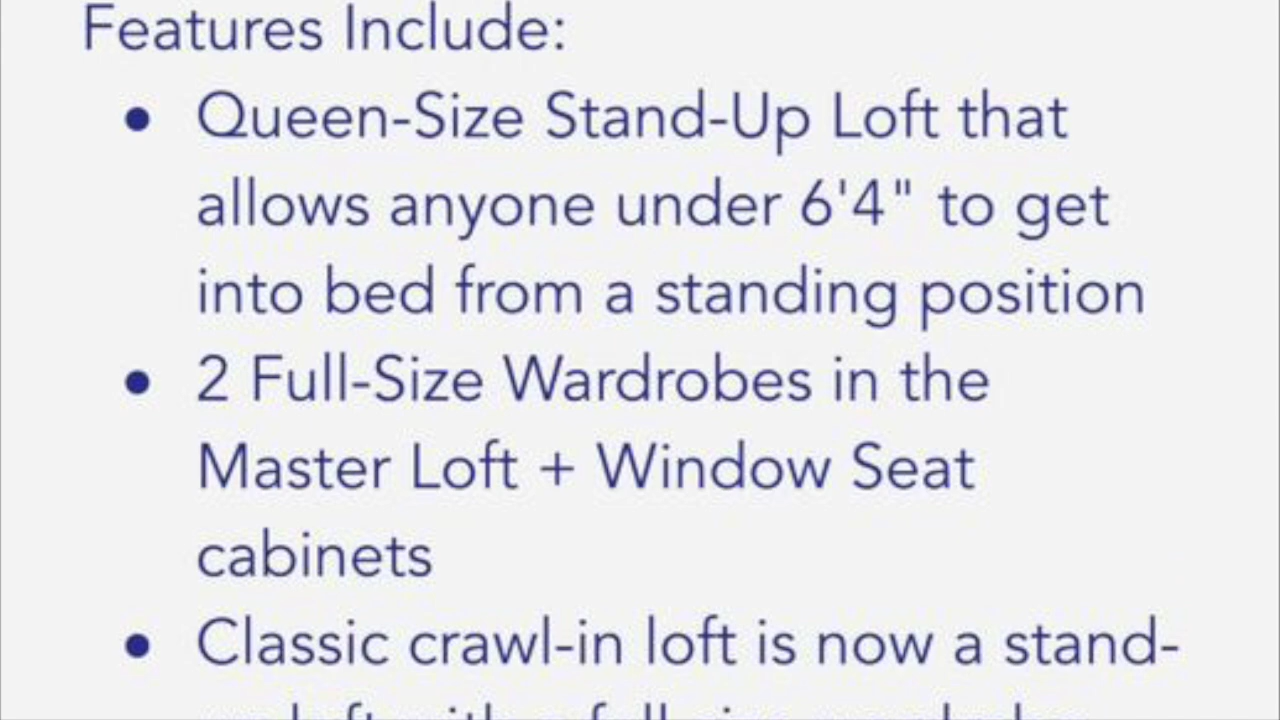 Features Include:
• Queen-Size Stand-Up Loft that
allows anyone under 6'4" to get
into bed from a standing position
• 2 Full-Size Wardrobes in the
Master Loft + Window Seat
cabinets
• Classic crawl-in loft is now a stand-